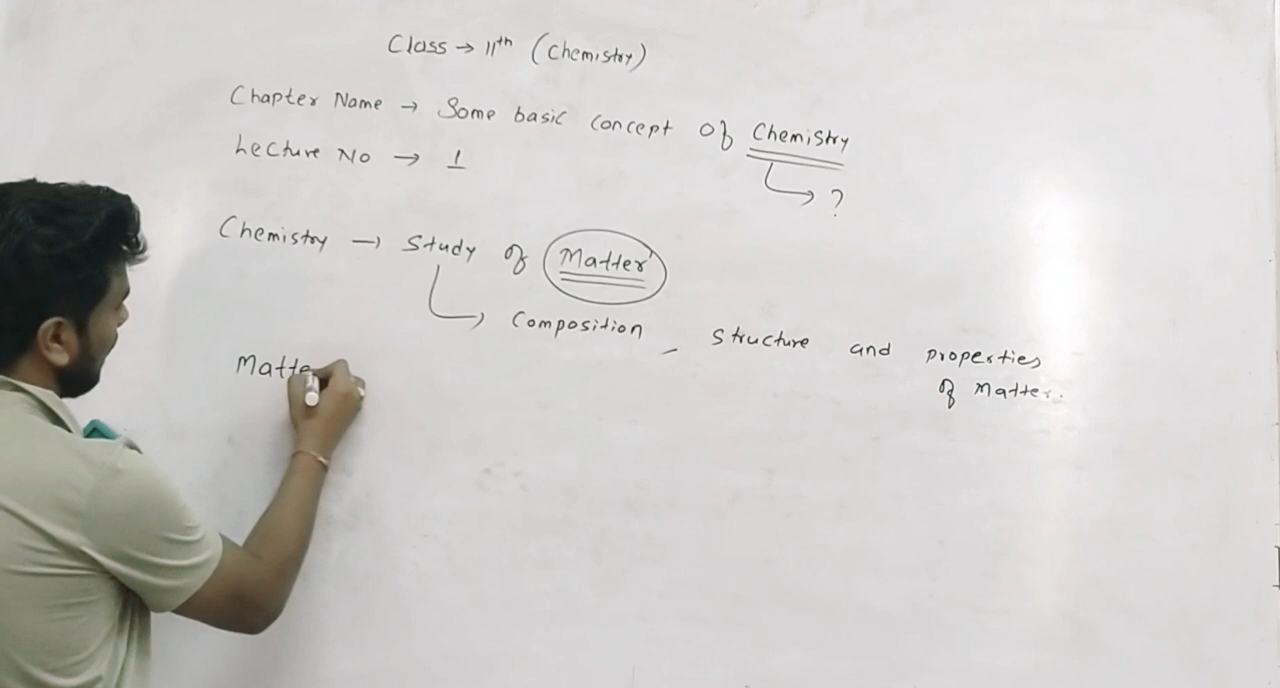 Class → 11th (Chemistry)
Chapter Name → Some basic concept of Chemistry
Lecture No → 1
?
Chemistry → Study of Matter
Composition, Structure and properties
of Matter.
Matte